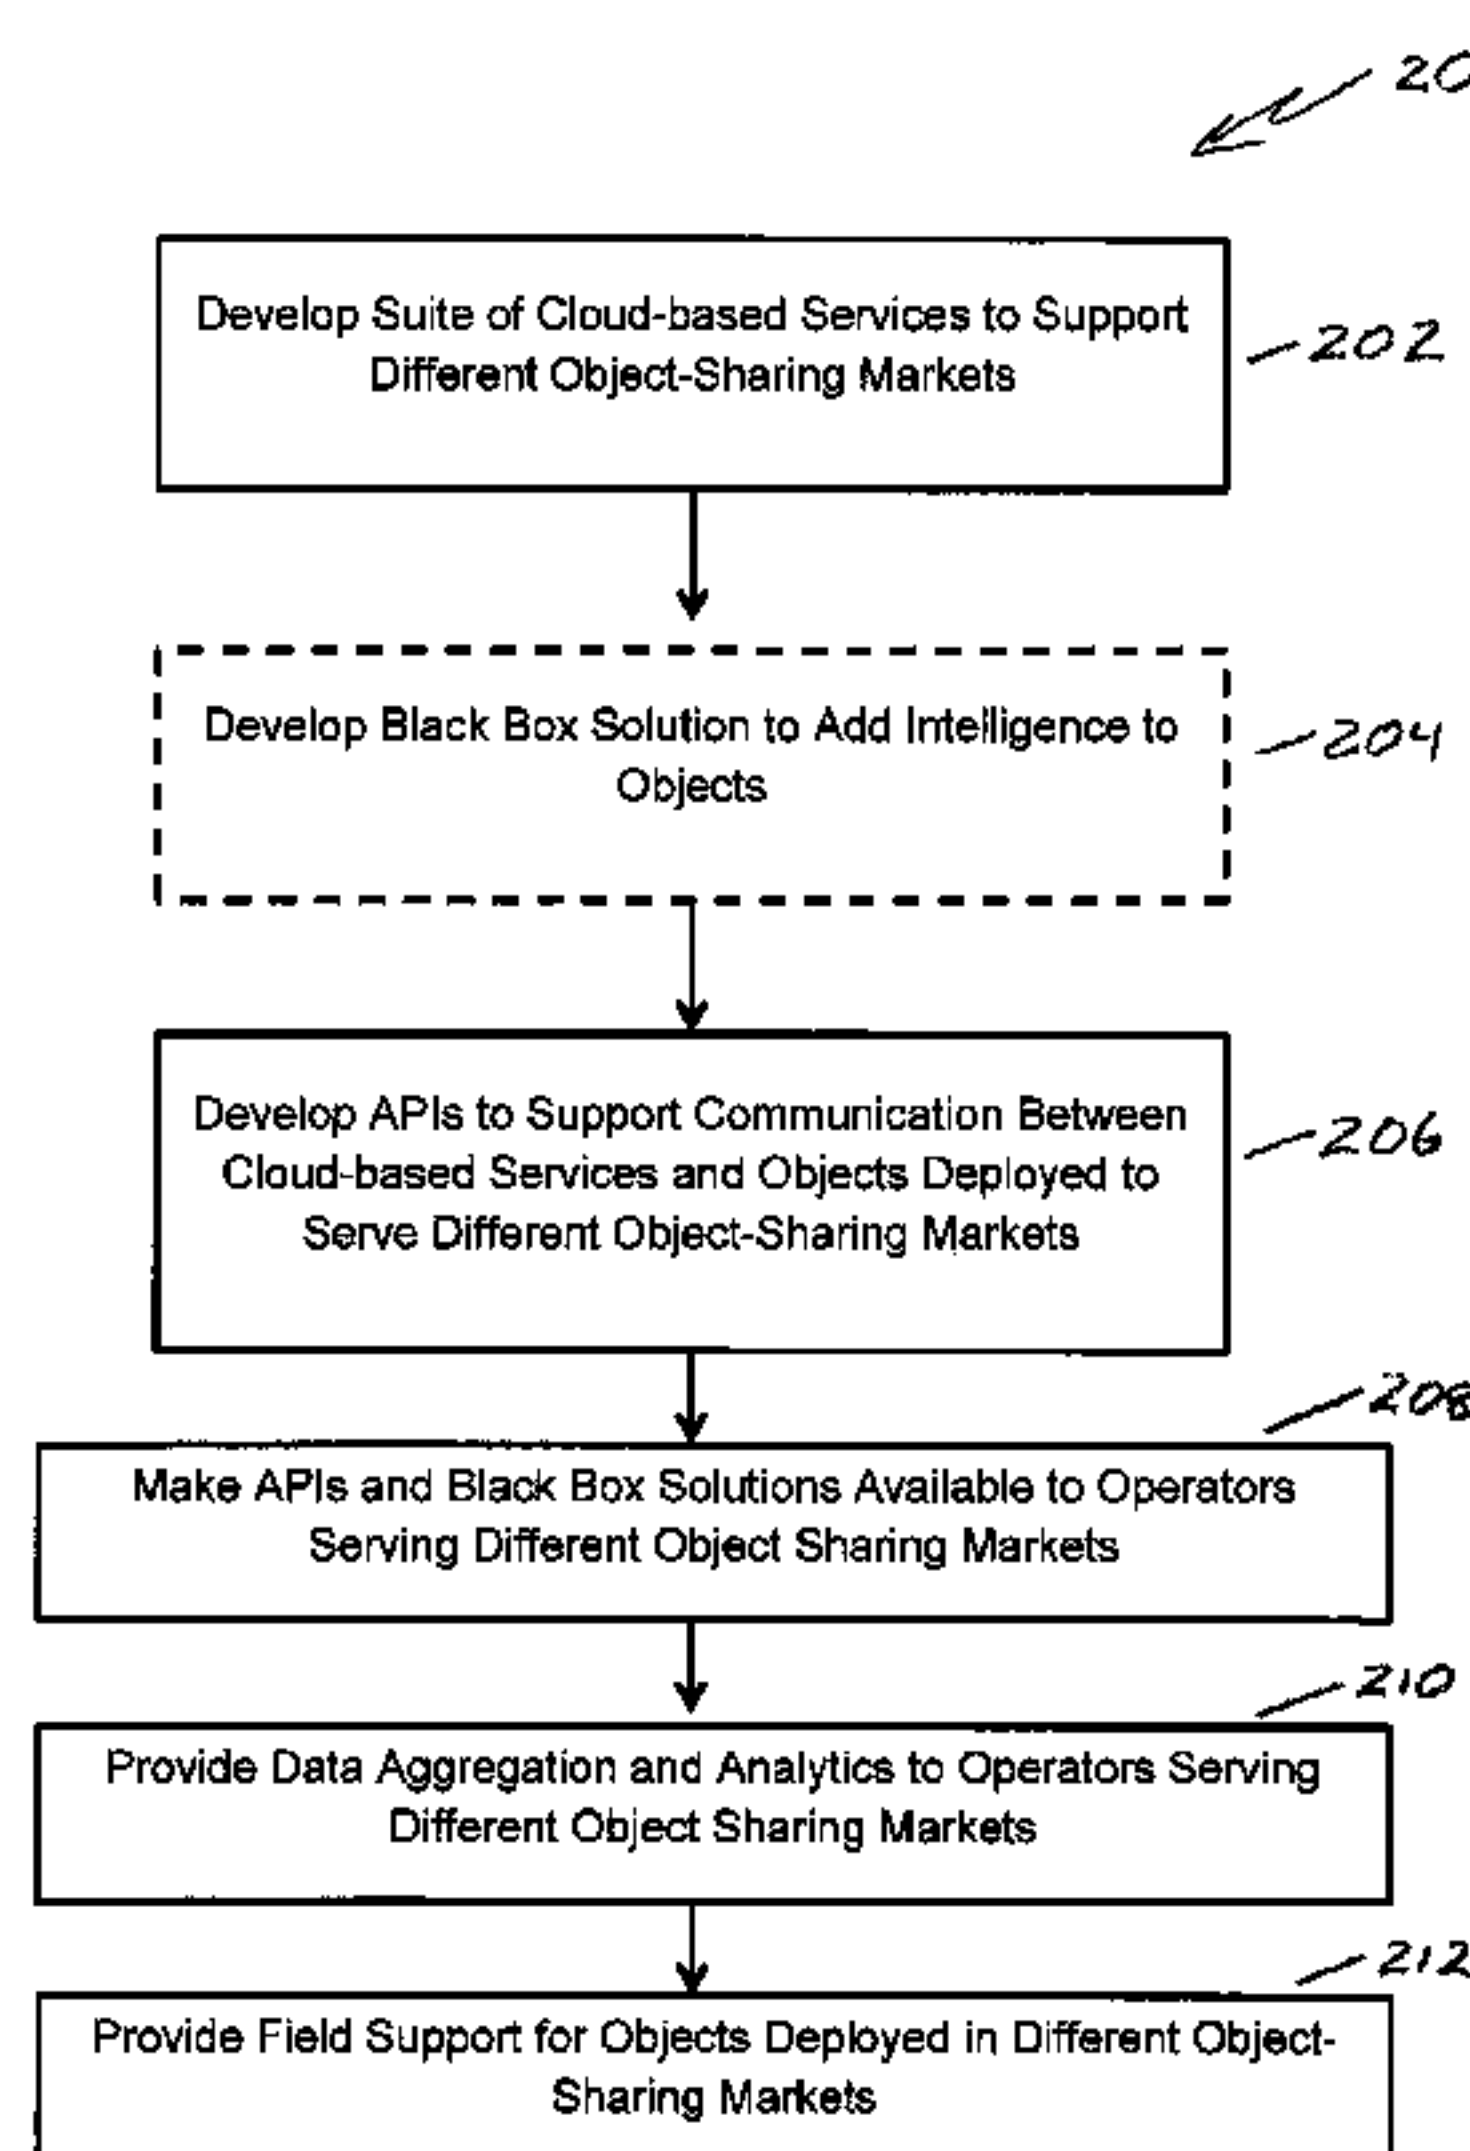 Develop Suite of Cloud-based Services to Support
Different Object-Sharing Markets
202
Develop Black Box Solution to Add Intelligence to
Objects
204
Develop APIs to Support Communication Between
Cloud-based Services and Objects Deployed to
Serve Different Object-Sharing Markets
206
208
Make APIs and Black Box Solutions Available to Operators
Serving Different Object Sharing Markets
210
Provide Data Aggregation and Analytics to Operators Serving
Different Object Sharing Markets
212
Provide Field Support for Objects Deployed in Different Object-
Sharing Markets